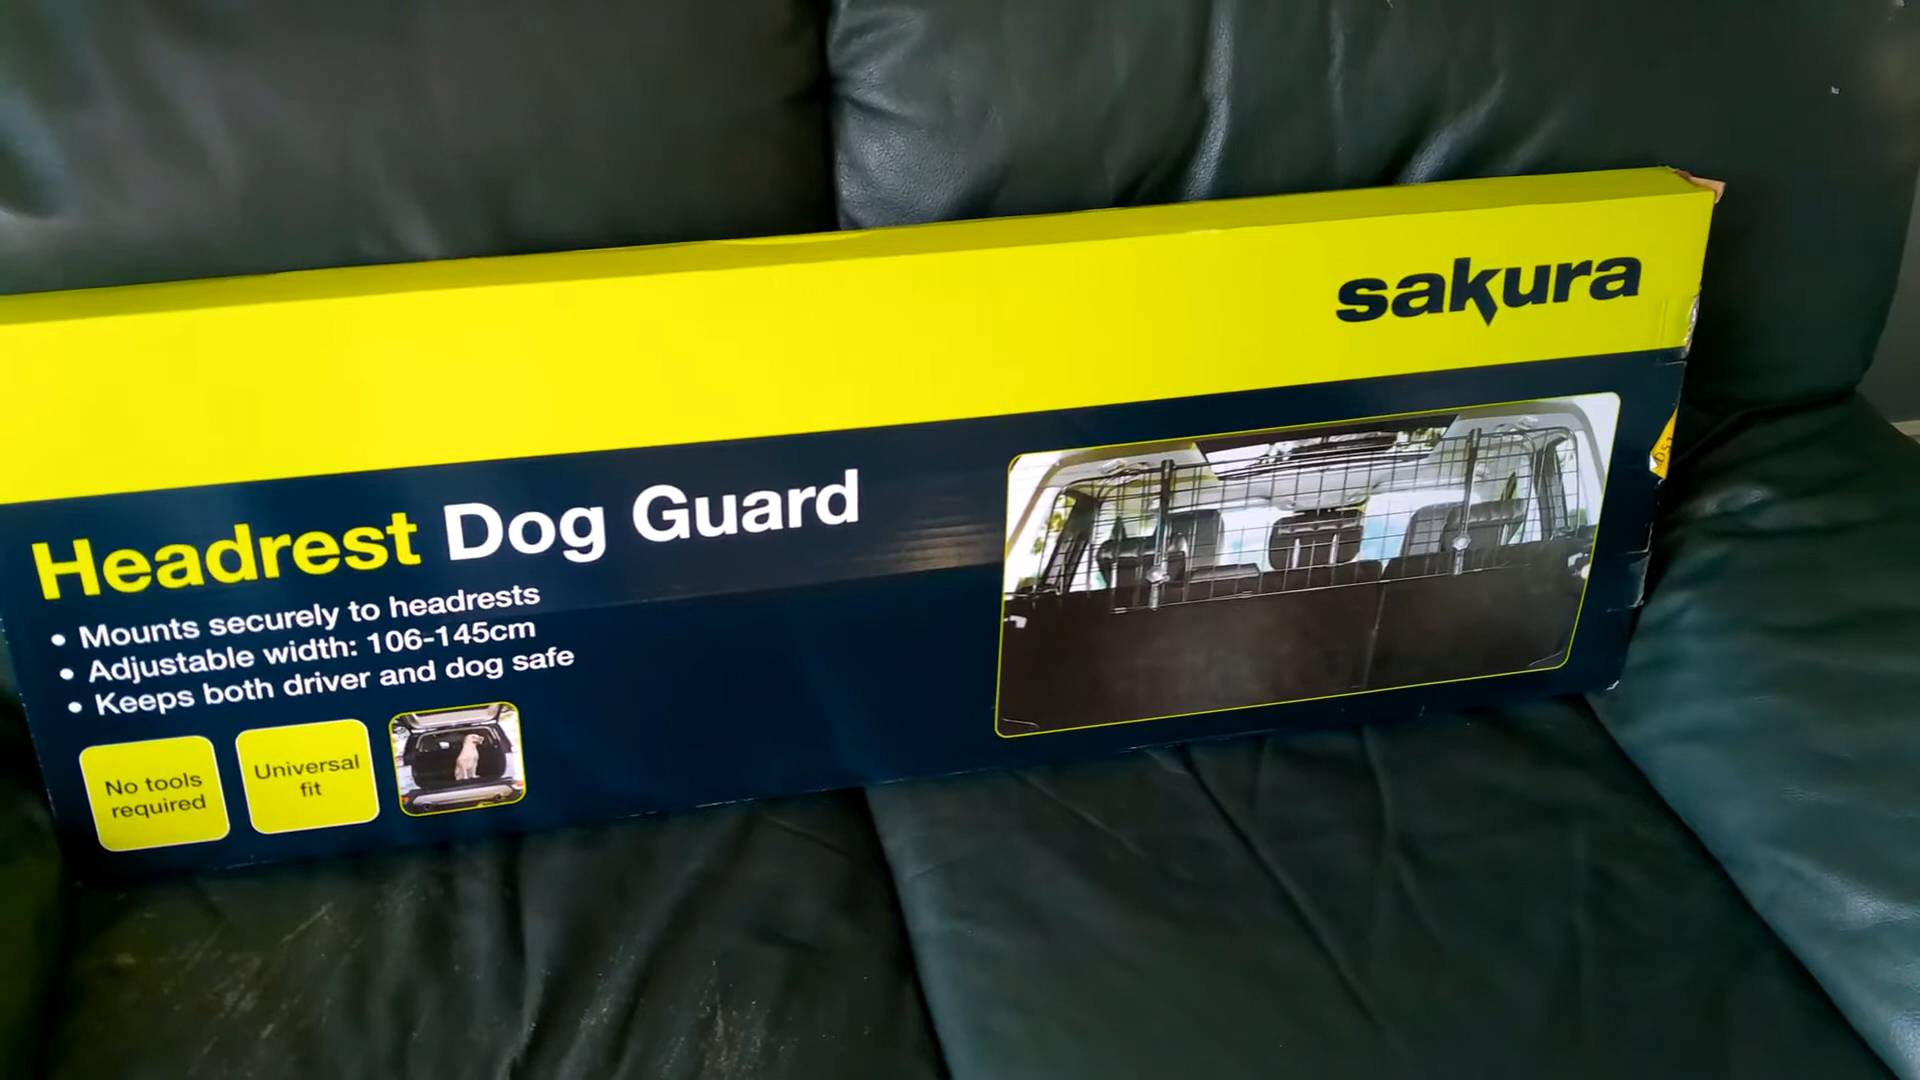 sakura
Headrest Dog Guard
• Mounts securely to headrests
• Adjustable width: 106-145cm
• Keeps both driver and dog safe
No tools
required
Universal
fit